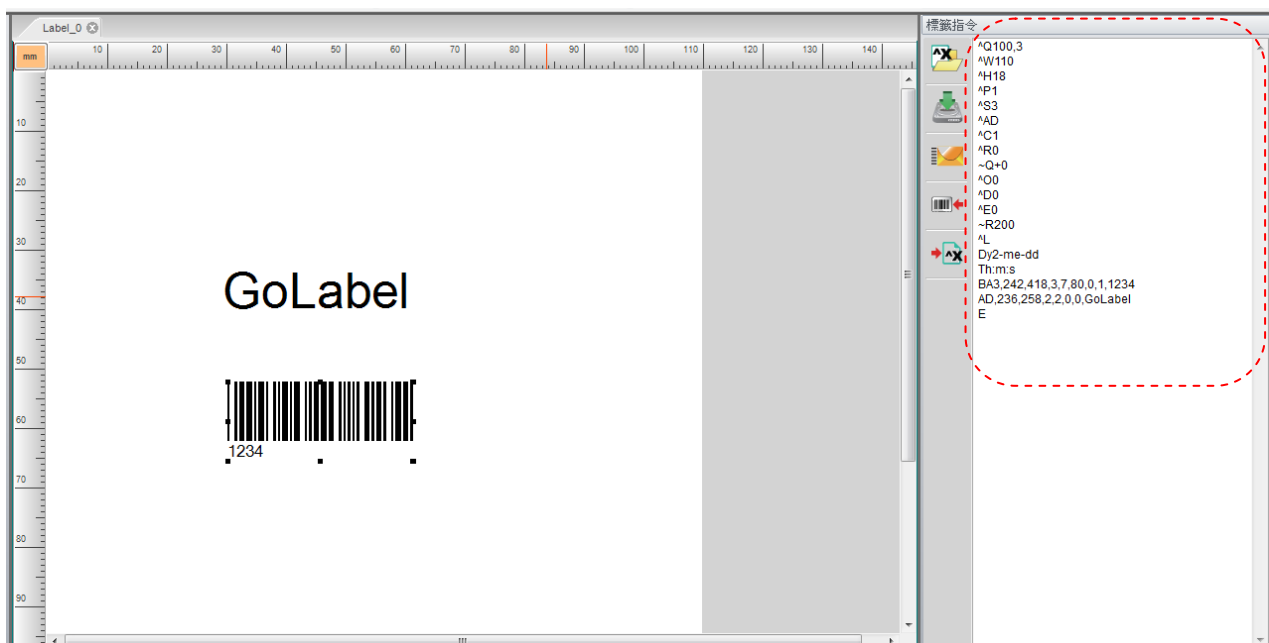 Label_0
標籤指令
mm
10 20 30 40 50 60 70 80 90 100 110 120 130 140
10
20
30
40
50
60
70
80
90
GoLabel
1234
^Q100,3
^W110
^H18
^P1
^S3
^AD
^C1
^R0
~Q+0
^O0
^D0
^E0
~R200
^L
Dy2-me-dd
Th:m:s
BA3,242,418,3,7,80,0,1,1234
AD,236,258,2,2,0,0,GoLabel
E
^X
^X